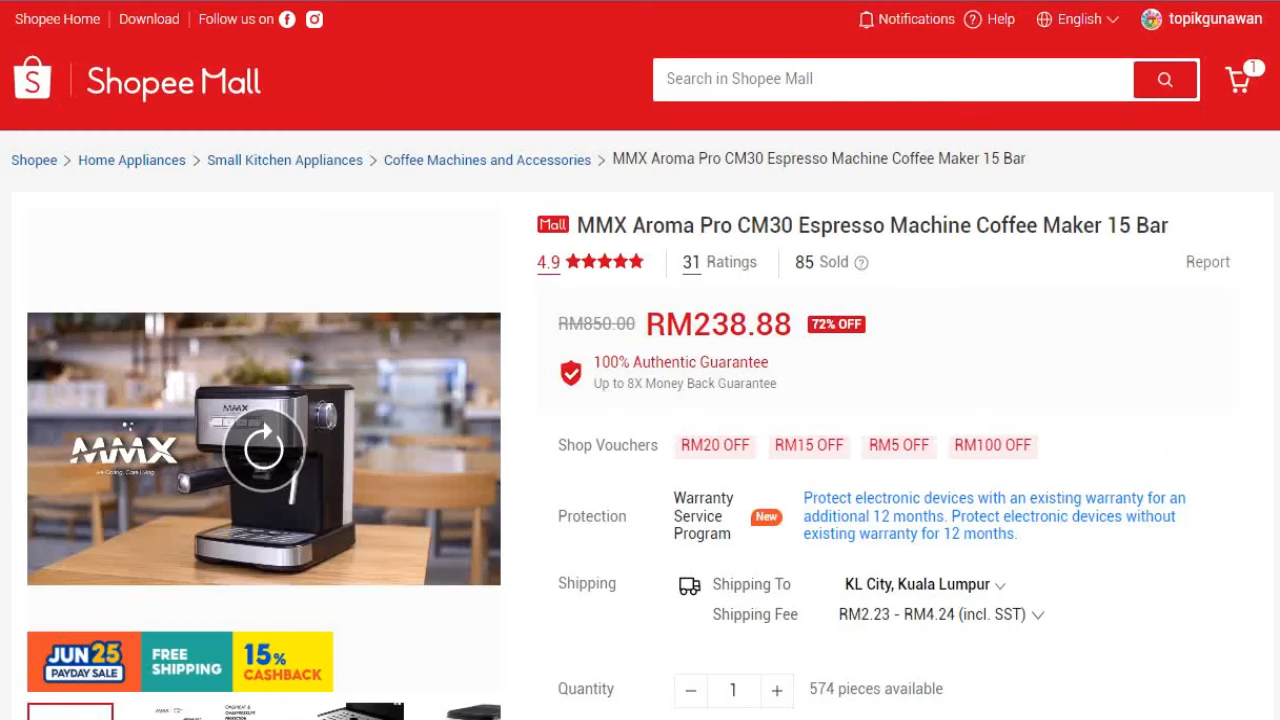 Shopee Home Download Follow us on Notifications Help English topikgunawan
S Shopee Mall Search in Shopee Mall 1
Shopee > Home Appliances > Small Kitchen Appliances > Coffee Machines and Accessories > MMX Aroma Pro CM30 Espresso Machine Coffee Maker 15 Bar
Mall MMX Aroma Pro CM30 Espresso Machine Coffee Maker 15 Bar
4.9 31 Ratings 85 Sold Report
RM850.00 RM238.88 72% OFF
100% Authentic Guarantee
Up to 8X Money Back Guarantee
MMX
MMX
We Caring, Care Living
Shop Vouchers RM20 OFF RM15 OFF RM5 OFF RM100 OFF
Protection
Warranty
Service
Program
New
Protect electronic devices with an existing warranty for an
additional 12 months. Protect electronic devices without
existing warranty for 12 months.
Shipping Shipping To KL City, Kuala Lumpur
Shipping Fee RM2.23 - RM4.24 (incl. SST)
JUN 25
PAYDAY SALE
FREE
SHIPPING
15%
CASHBACK
Quantity − 1 + 574 pieces available
MMX